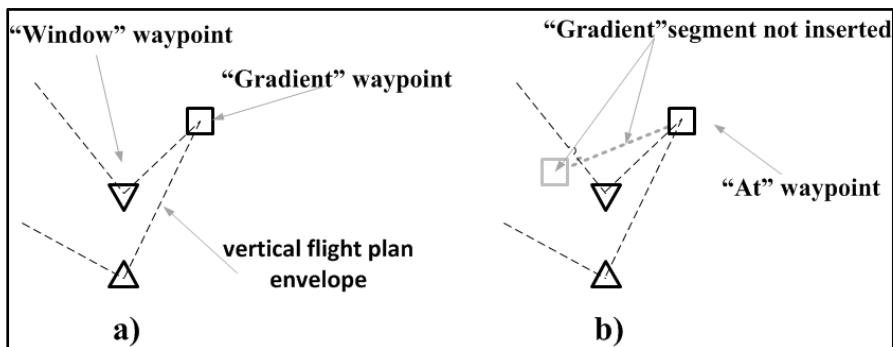 “Window” waypoint
“Gradient” waypoint
vertical flight plan
envelope
a)
“Gradient”segment not inserted
“At” waypoint
b)